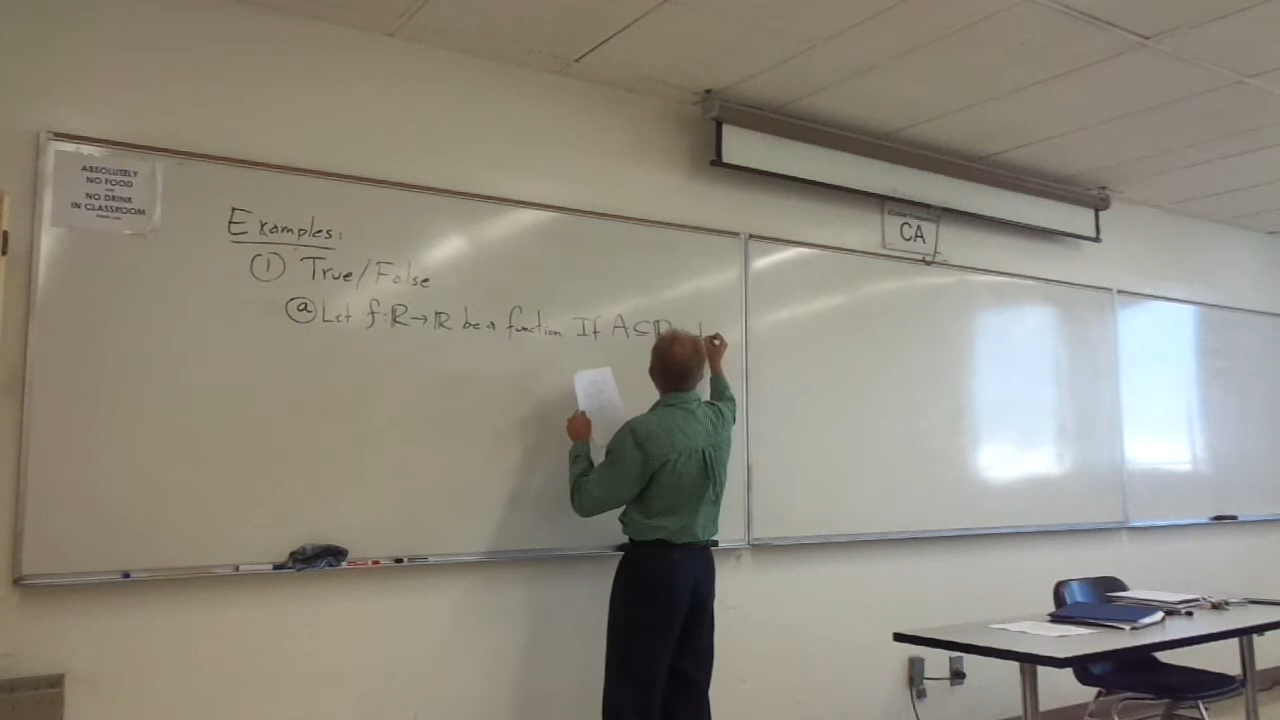 ABSOLUTELY
NO FOOD
NO DRINK
IN CLASSROOM
Examples:
① True/False
ⓐ Let f:ℝ→ℝ be a function If A⊆ℝ
CA